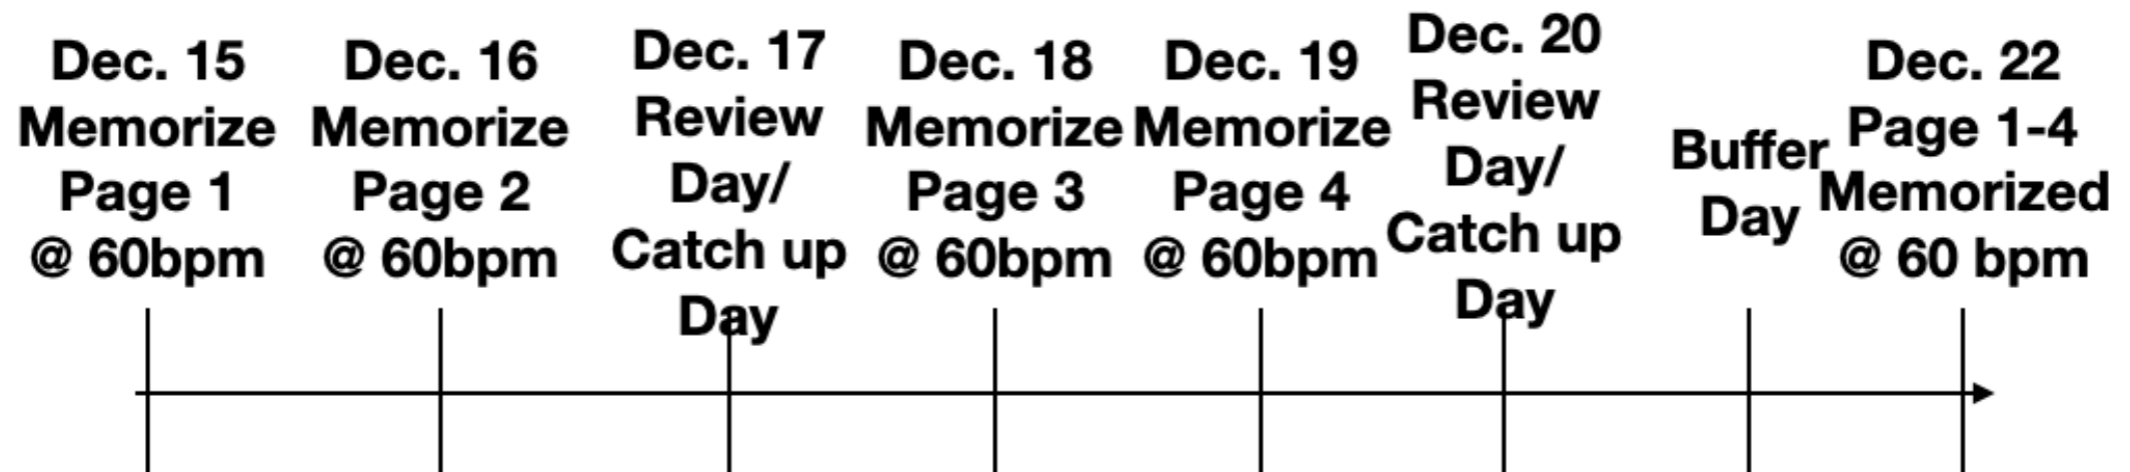 Dec. 15
Memorize
Page 1
@ 60bpm
Dec. 16
Memorize
Page 2
@ 60bpm
Dec. 17
Review
Day/
Catch up
Day
Dec. 18
Memorize
Page 3
@ 60bpm
Dec. 19
Memorize
Page 4
@ 60bpm
Dec. 20
Review
Day/
Catch up
Day
Buffer
Day
Dec. 22
Page 1-4
Memorized
@ 60 bpm